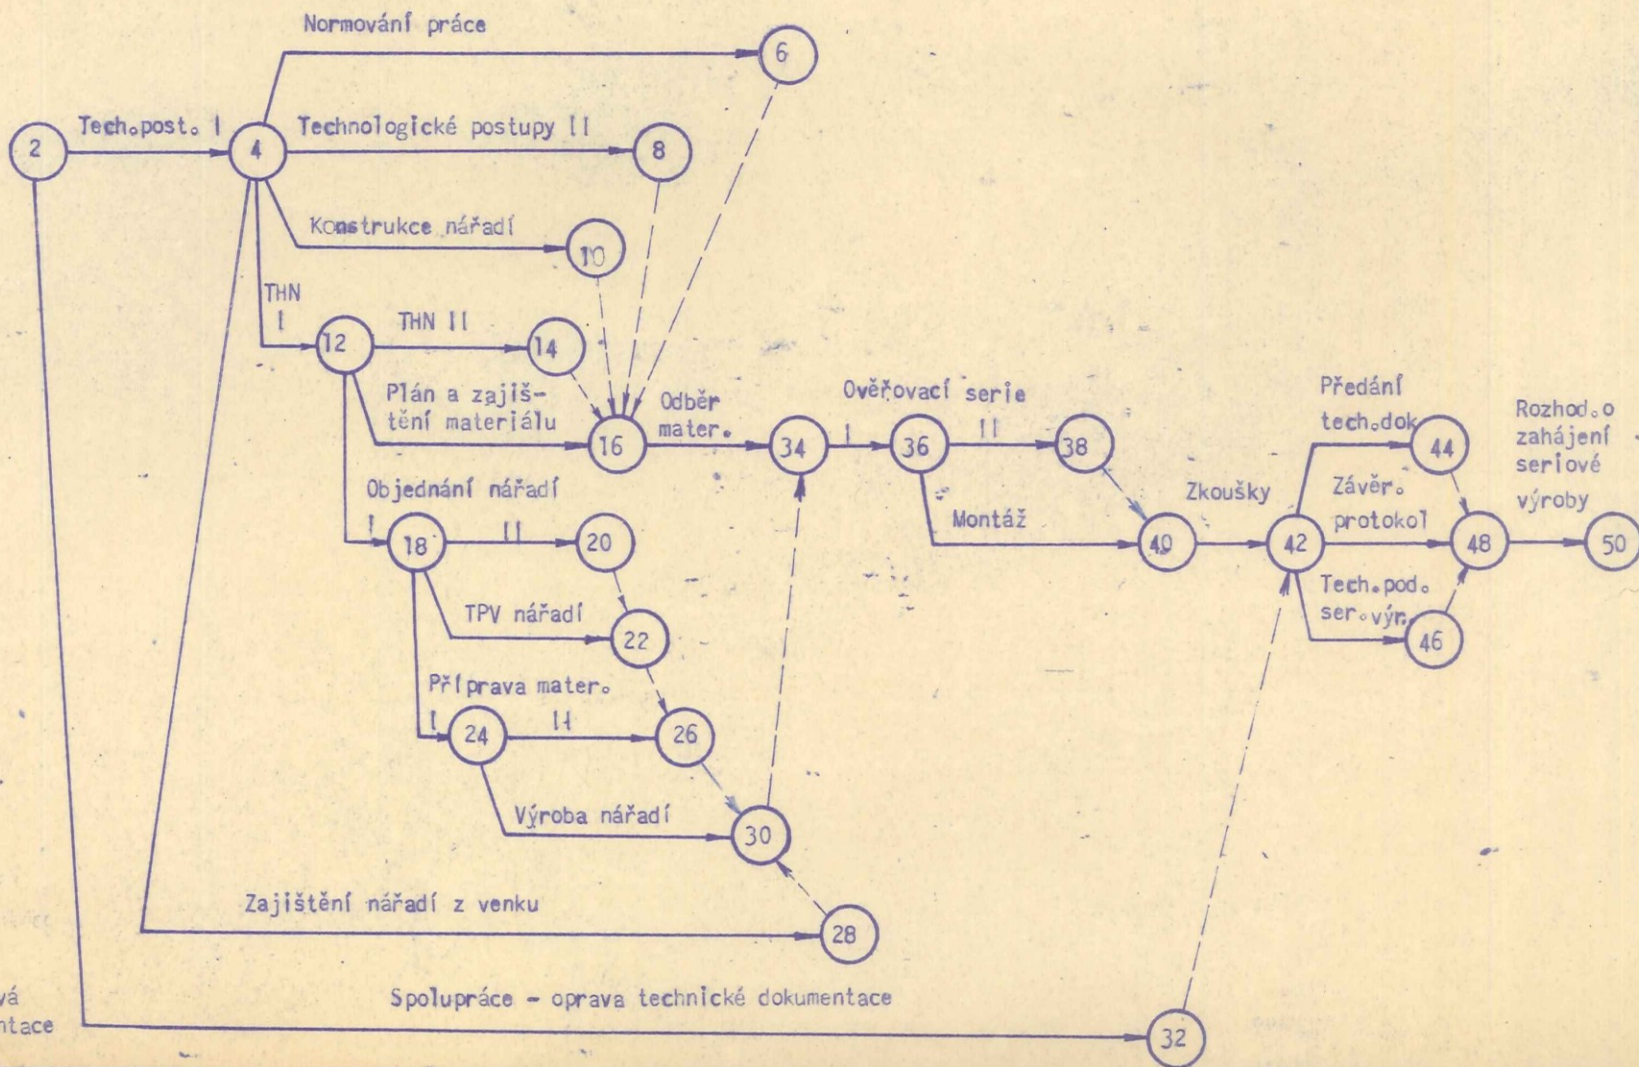 Normování práce
6
2
Tech.post. I
4
Technologické postupy II
8
Konstrukce nářadí
10
THN
I
12
THN II
14
Plán a zajiš-
tění materiálu
16
Odběr
mater.
34
Ověřovací serie
I
36
II
38
Montáž
40
Zkoušky
42
Předání
tech.dok
44
Závěr.
protokol
48
Tech.pod.
ser.výr.
46
Rozhod.o
zahájení
seriové
výroby
50
Objednání nářadí
I
18
II
20
TPV nářadí
22
Příprava mater.
I
24
II
26
Výroba nářadí
30
Zajištění nářadí z venku
28
vá
ntace
Spolupráce - oprava technické dokumentace
32